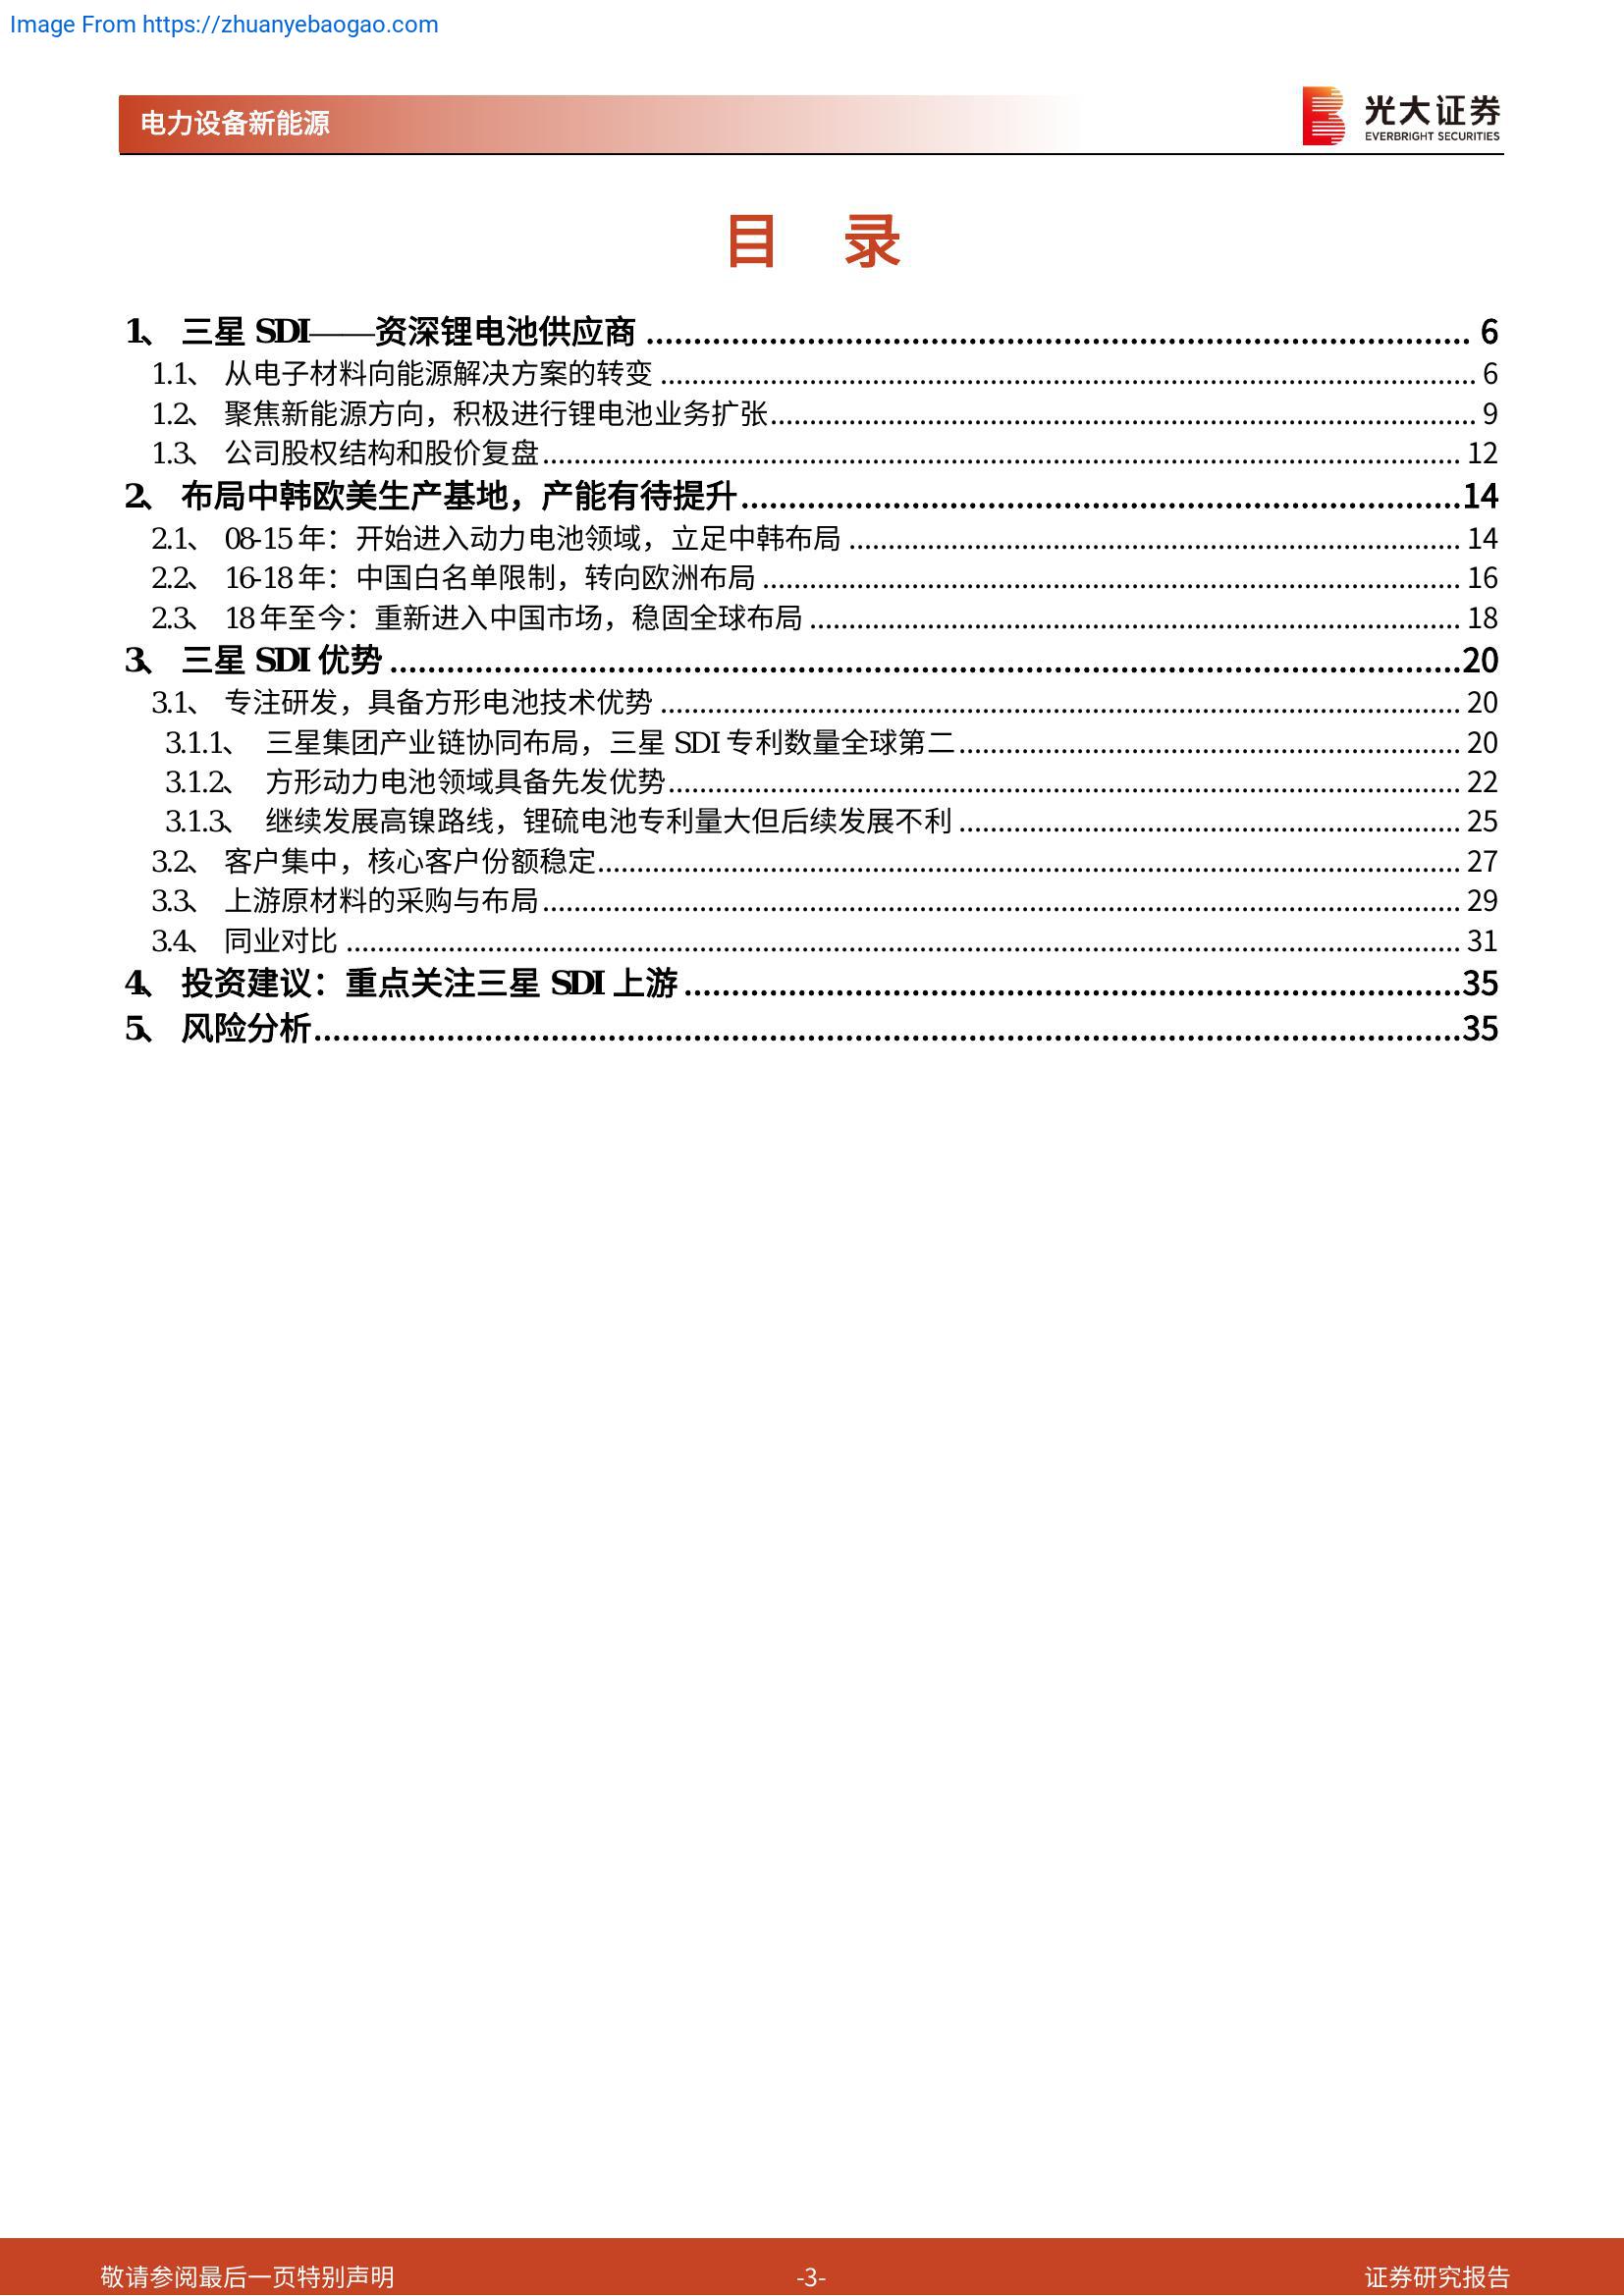 Image From https://zhuanyebaogao.com
电力设备新能源
光大证券
EVERBRIGHT SECURITIES
目 录
1、 三星 SDI——资深锂电池供应商 6
1.1、 从电子材料向能源解决方案的转变 6
1.2、 聚焦新能源方向，积极进行锂电池业务扩张 9
1.3、 公司股权结构和股价复盘 12
2、 布局中韩欧美生产基地，产能有待提升 14
2.1、 08-15 年：开始进入动力电池领域，立足中韩布局 14
2.2、 16-18 年：中国白名单限制，转向欧洲布局 16
2.3、 18 年至今：重新进入中国市场，稳固全球布局 18
3、 三星 SDI 优势 20
3.1、 专注研发，具备方形电池技术优势 20
3.1.1、 三星集团产业链协同布局，三星 SDI 专利数量全球第二 20
3.1.2、 方形动力电池领域具备先发优势 22
3.1.3、 继续发展高镍路线，锂硫电池专利量大但后续发展不利 25
3.2、 客户集中，核心客户份额稳定 27
3.3、 上游原材料的采购与布局 29
3.4、 同业对比 31
4、 投资建议：重点关注三星 SDI 上游 35
5、 风险分析 35
敬请参阅最后一页特别声明 -3- 证券研究报告